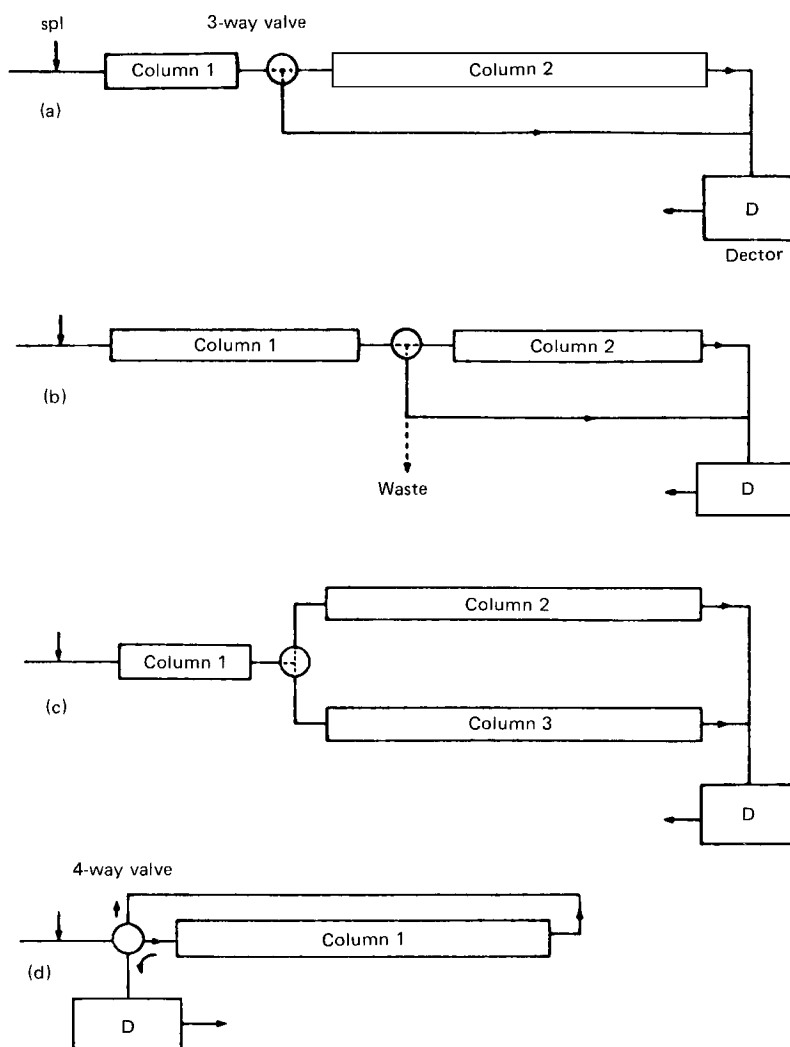 spl
3-way valve
Column 1
Column 2
(a)
D
Dector
Column 1
Column 2
(b)
Waste
D
Column 2
Column 1
(c)
Column 3
D
4-way valve
Column 1
(d)
D